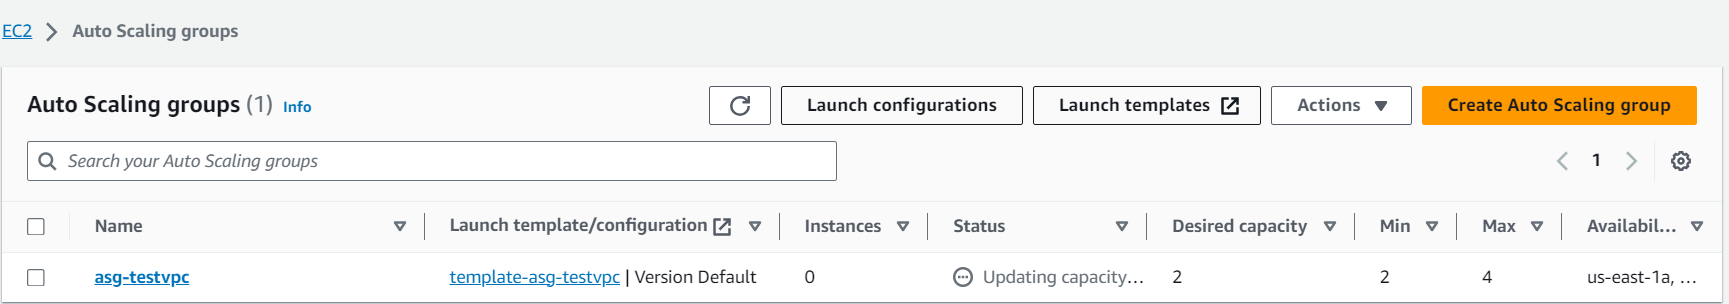 EC2 Auto Scaling groups
Auto Scaling groups (1) Info Launch configurations Launch templates Actions Create Auto Scaling group
Search your Auto Scaling groups 1
Name Launch template/configuration Instances Status Desired capacity Min Max Availabil...
asg-testvpc template-asg-testvpc | Version Default 0 Updating capacity... 2 2 4 us-east-1a, ...